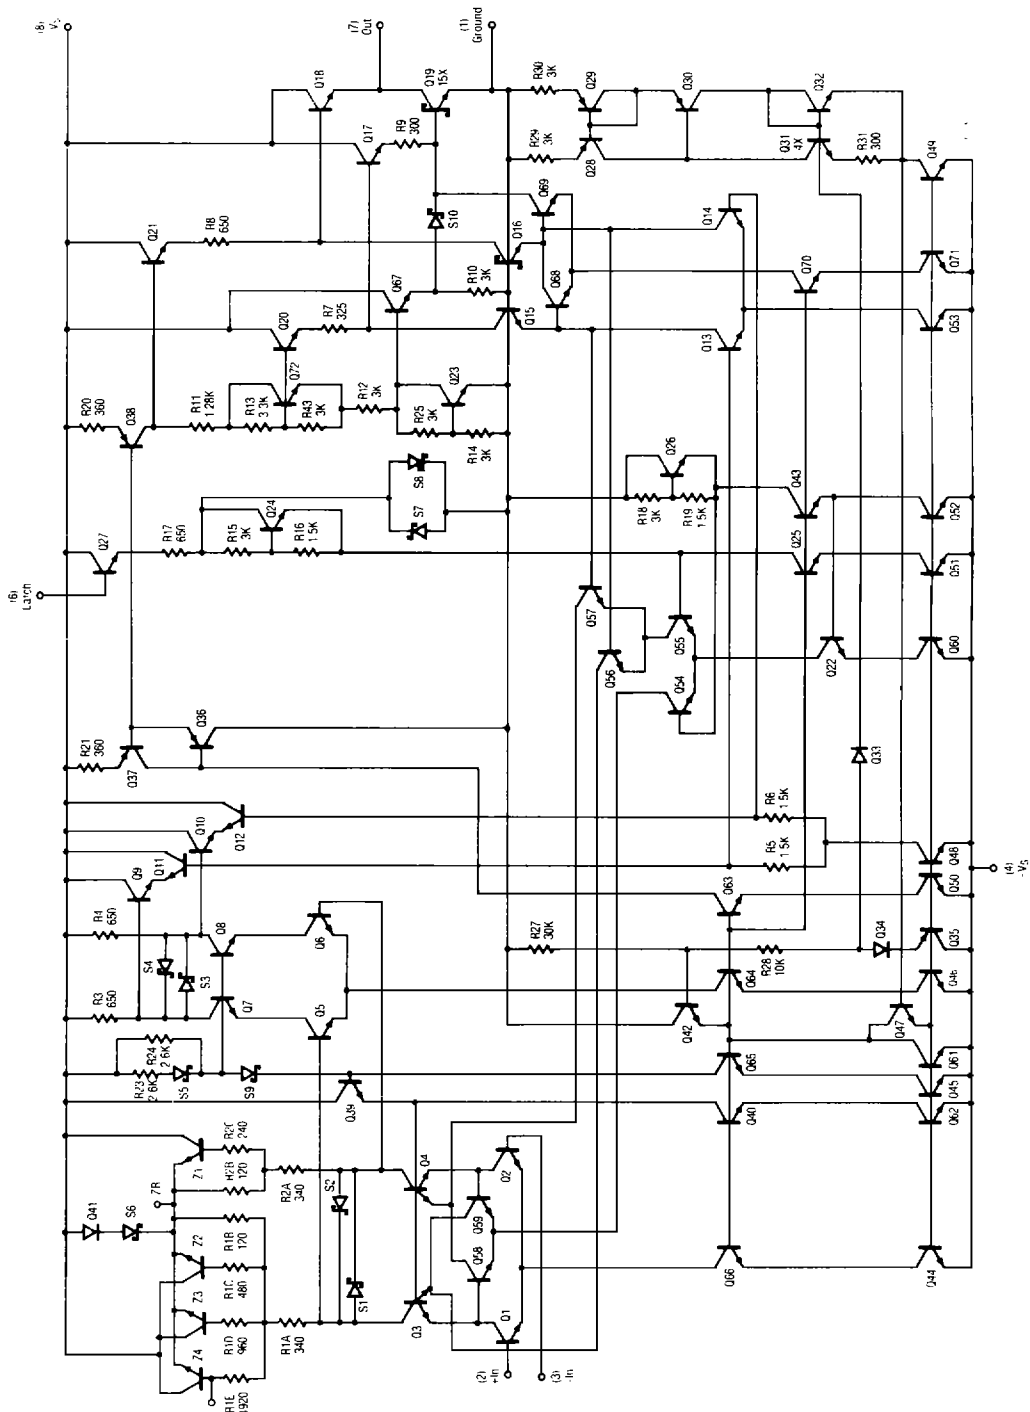 (8)
VS
(6)
Latch
(7)
Out
(1)
Ground
R20
360
Q38
Q21
R8
650
Q18
Q17
R9
300
Q19
15X
R30
3K
Q29
R29
3K
Q28
Q30
Q32
Q31
4X
R31
300
Q49
R11
1.28K
R13
3.3K
R43
3K
Q72
Q20
R7
325
Q67
R12
3K
R25
3K
Q23
R14
3K
R10
3K
S10
Q16
Q15
Q69
Q68
Q14
Q13
Q70
Q71
Q53
Q27
R17
650
R15
3K
Q24
R16
1.5K
S8
S7
R18
3K
Q26
R19
1.5K
Q43
Q25
Q52
Q51
Q57
Q56
Q55
Q54
Q22
Q60
R21
360
Q37
Q36
Q33
Q9
Q11
Q10
Q12
R6
1.5K
R5
1.5K
Q48
Q50
Q63
(4)
-VS
R4
650
R3
650
S4
S3
Q8
Q7
Q6
Q5
R27
30K
R28
10K
Q34
Q35
Q64
Q46
Q42
Q47
R24
2.6K
R23
2.6K
S5
S9
Q39
Q65
Q61
Q45
Q40
Q62
Q41
S6
ZR
Z1
R2C
240
R2B
120
R2A
340
Z2
R1B
120
Z3
R1C
480
Z4
R1D
960
R1E
R1A
340
S2
S1
Q4
Q3
Q59
Q58
Q2
Q1
(2)
+In
(3)
-In
Q66
Q44